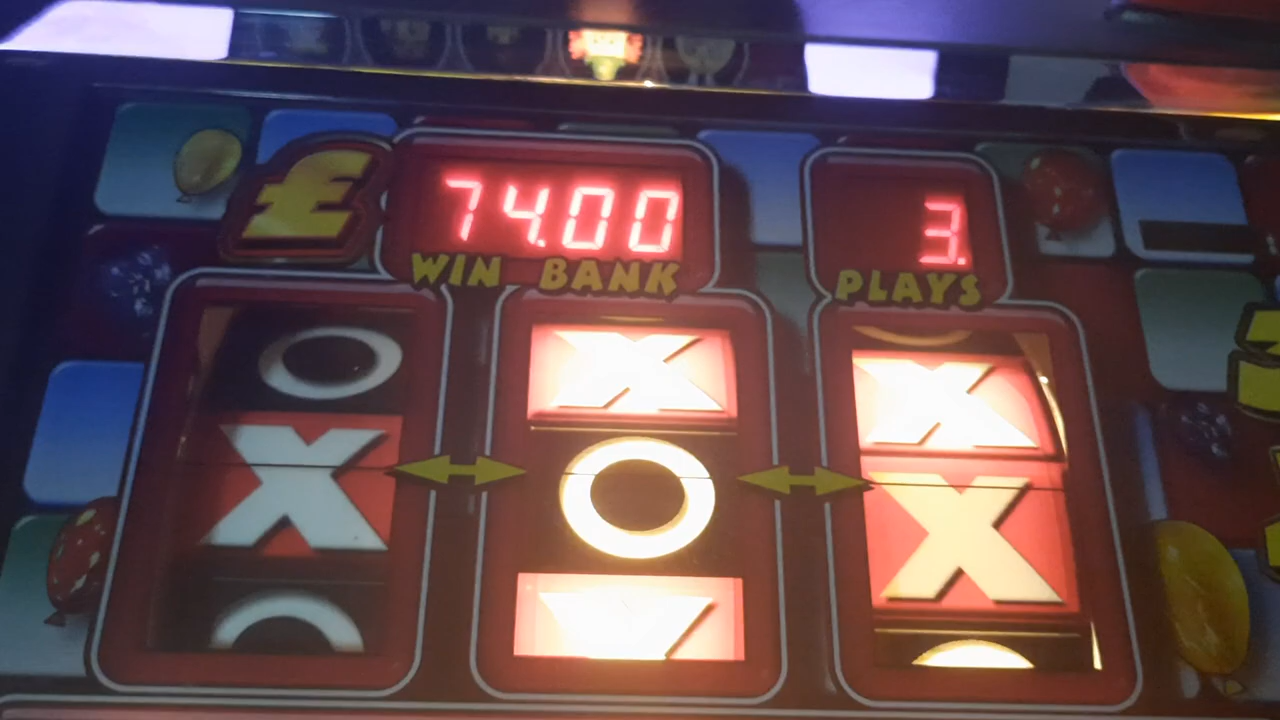 £ 74.00 3.
WIN BANK PLAYS
O X X
X O X
O X O